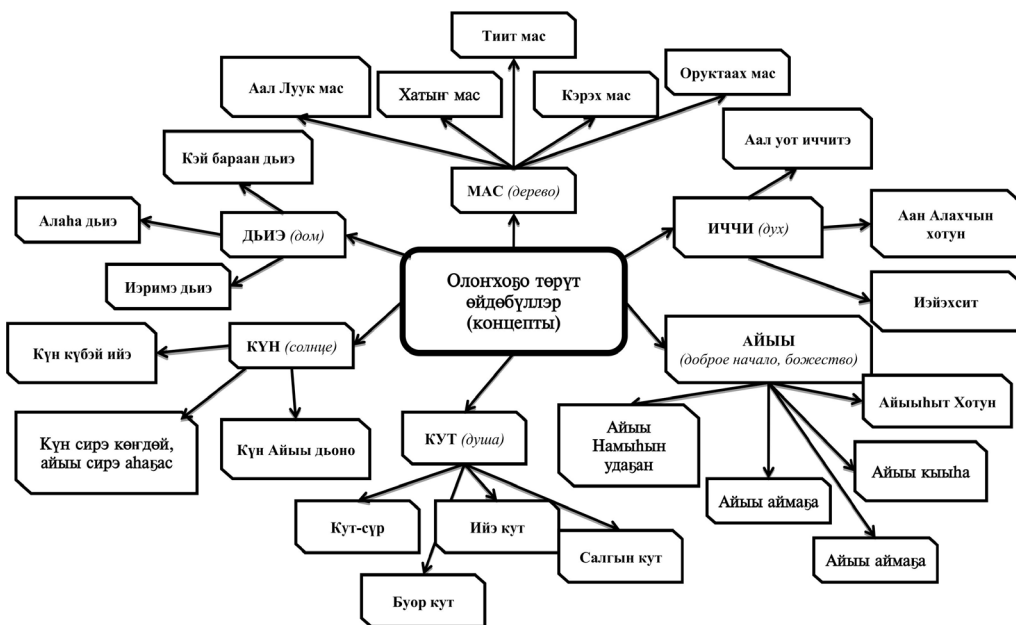 Тиит мас
Аал Луук мас
Хатыҥ мас
Кэрэх мас
Оруктаах мас
Кэй бараан дьиэ
Аал уот иччитэ
МАС (дерево)
Алаһа дьиэ
ДЬИЭ (дом)
ИЧЧИ (дух)
Аан Алахчын
хотун
Иэримэ дьиэ
Олоҥхоҕо төрүт
өйдөбүллэр
(концепты)
Иэйэхсит
Күн күбэй ийэ
КҮН (солнце)
АЙЫЫ
(доброе начало, божество)
Айыыһыт Хотун
Күн сирэ көҥдөй,
айыы сирэ аһаҕас
Күн Айыы дьоно
КУТ (душа)
Айыы
Намыһын
удаҕан
Айыы кыыһа
Айыы аймаҕа
Кут-сүр
Ийэ кут
Салгын кут
Айыы аймаҕа
Буор кут